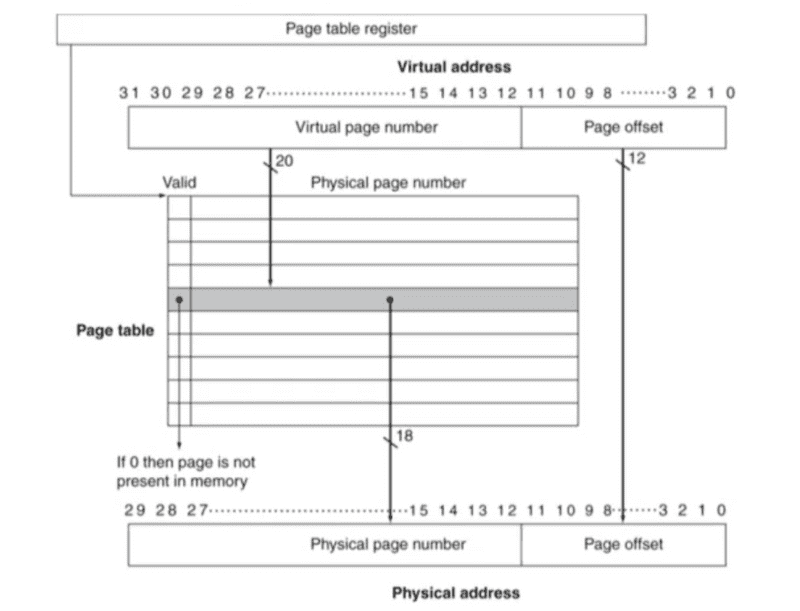 Page table register
Virtual address
31 30 29 28 27·······················15 14 13 12 11 10 9 8 ·······3 2 1 0
Virtual page number Page offset
20 12
Valid Physical page number
Page table
18
If 0 then page is not
present in memory
29 28 27································15 14 13 12 11 10 9 8·······3 2 1 0
Physical page number Page offset
Physical address